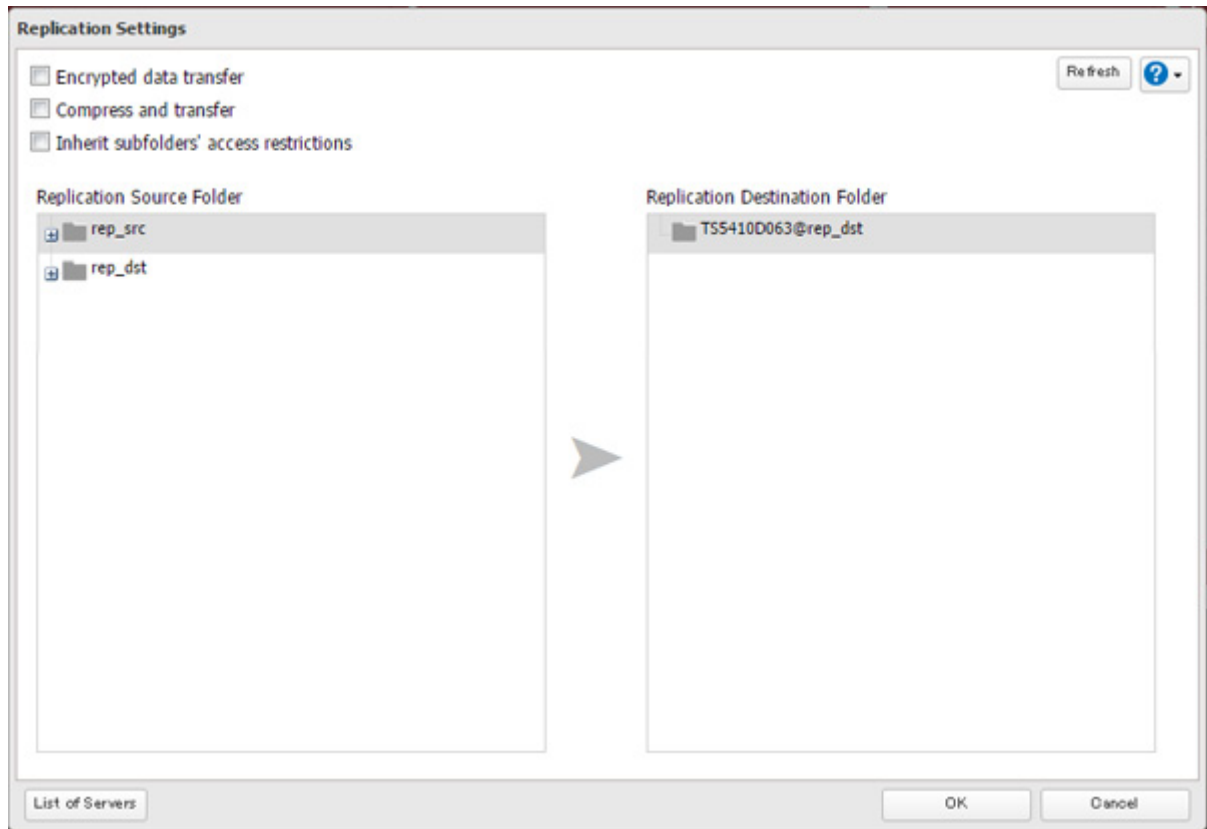 Replication Settings
Encrypted data transfer
Refresh
?
Compress and transfer
Inherit subfolders' access restrictions
Replication Source Folder
Replication Destination Folder
rep_src
TS5410D063@rep_dst
rep_dst
List of Servers
OK
Cancel